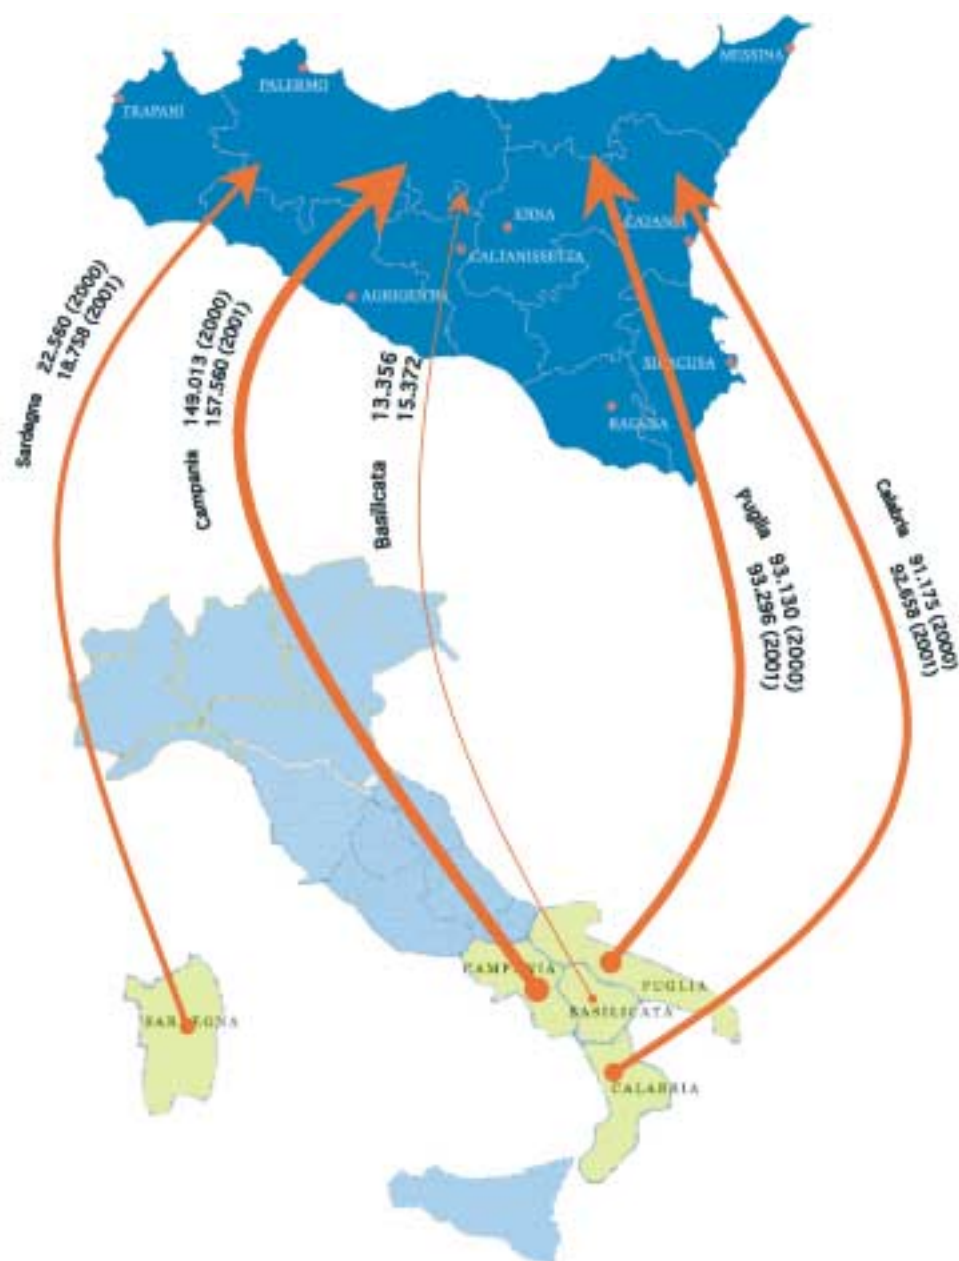 MESSINA
PALERMO
TRAPANI
ENNA
CATANIA
CALTANISSETTA
AGRIGENTO
SIRACUSA
RAGUSA
Sardegna 22.560 (2000)
18.758 (2001)
Campania 149.013 (2000)
157.560 (2001)
Basilicata 13.356
15.372
Puglia 93.130 (2000)
93.296 (2001)
Calabria 91.175 (2000)
92.658 (2001)
CAMPANIA
PUGLIA
BASILICATA
SARDEGNA
CALABRIA